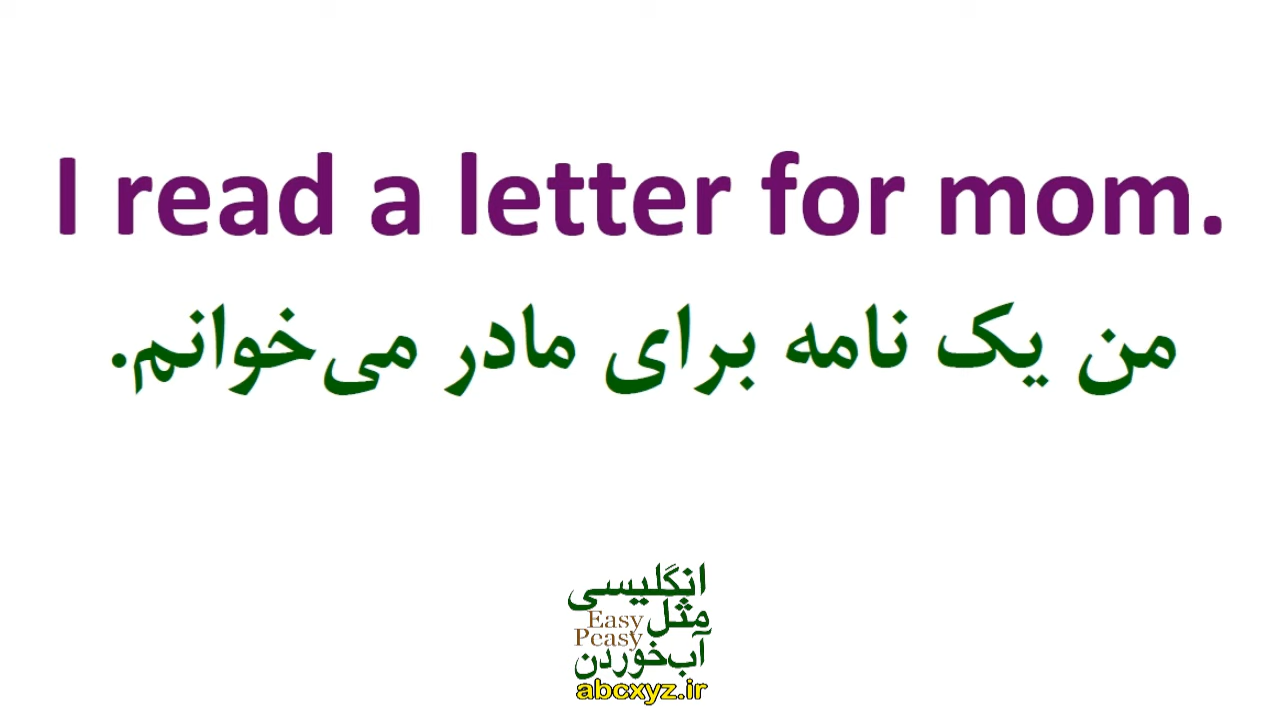 I read a letter for mom.
من یک نامه برای مادر می‌خوانم.
انگلیسی
مثل
Easy
Peasy
آب‌خوردن
abcxyz.ir